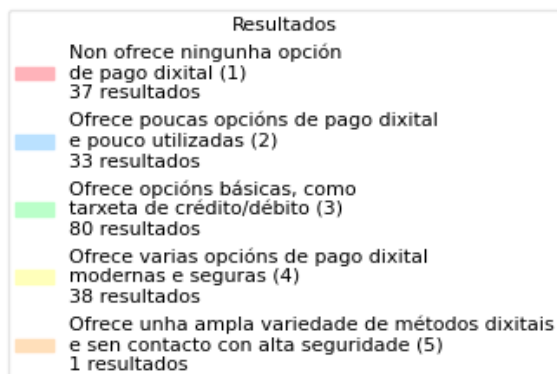 Resultados
Non ofrece ningunha opción
de pago dixital (1)
37 resultados
Ofrece poucas opcións de pago dixital
e pouco utilizadas (2)
33 resultados
Ofrece opcións básicas, como
tarxeta de crédito/débito (3)
80 resultados
Ofrece varias opcións de pago dixital
modernas e seguras (4)
38 resultados
Ofrece unha ampla variedade de métodos dixitais
e sen contacto con alta seguridade (5)
1 resultados